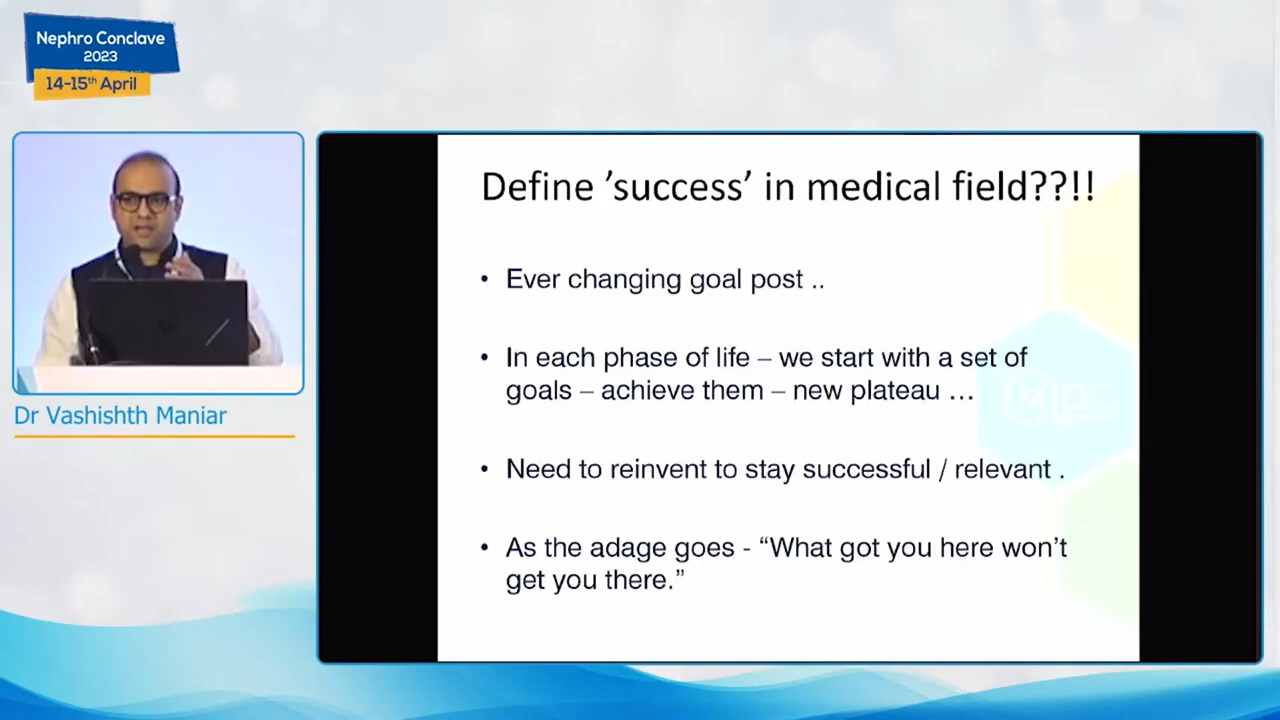 Nephro Conclave
2023
14-15th April
Dr Vashishth Maniar
Define ’success’ in medical field??!!
• Ever changing goal post ..
• In each phase of life – we start with a set of
goals – achieve them – new plateau …
• Need to reinvent to stay successful / relevant .
• As the adage goes - “What got you here won’t
get you there.”
MOC